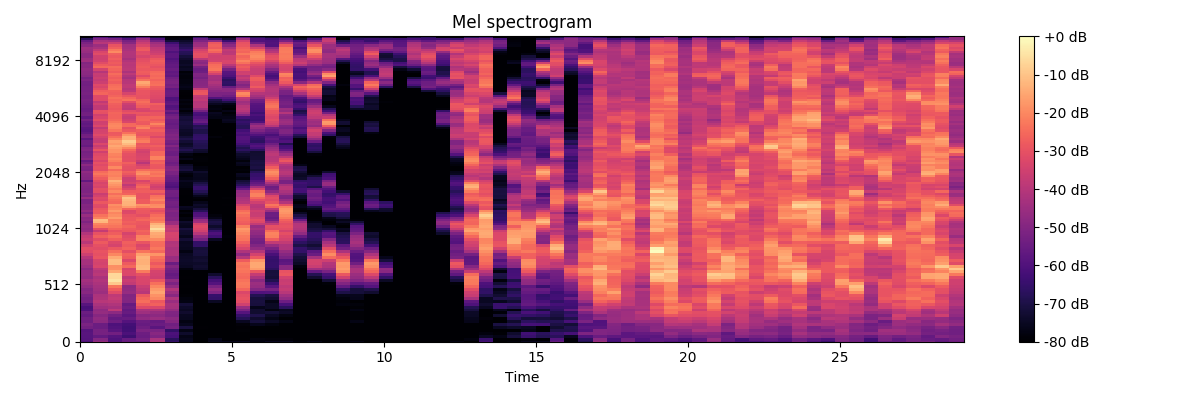 Mel spectrogram
8192
4096
2048
1024
512
0
Hz
0 5 10 15 20 25
Time
+0 dB
-10 dB
-20 dB
-30 dB
-40 dB
-50 dB
-60 dB
-70 dB
-80 dB